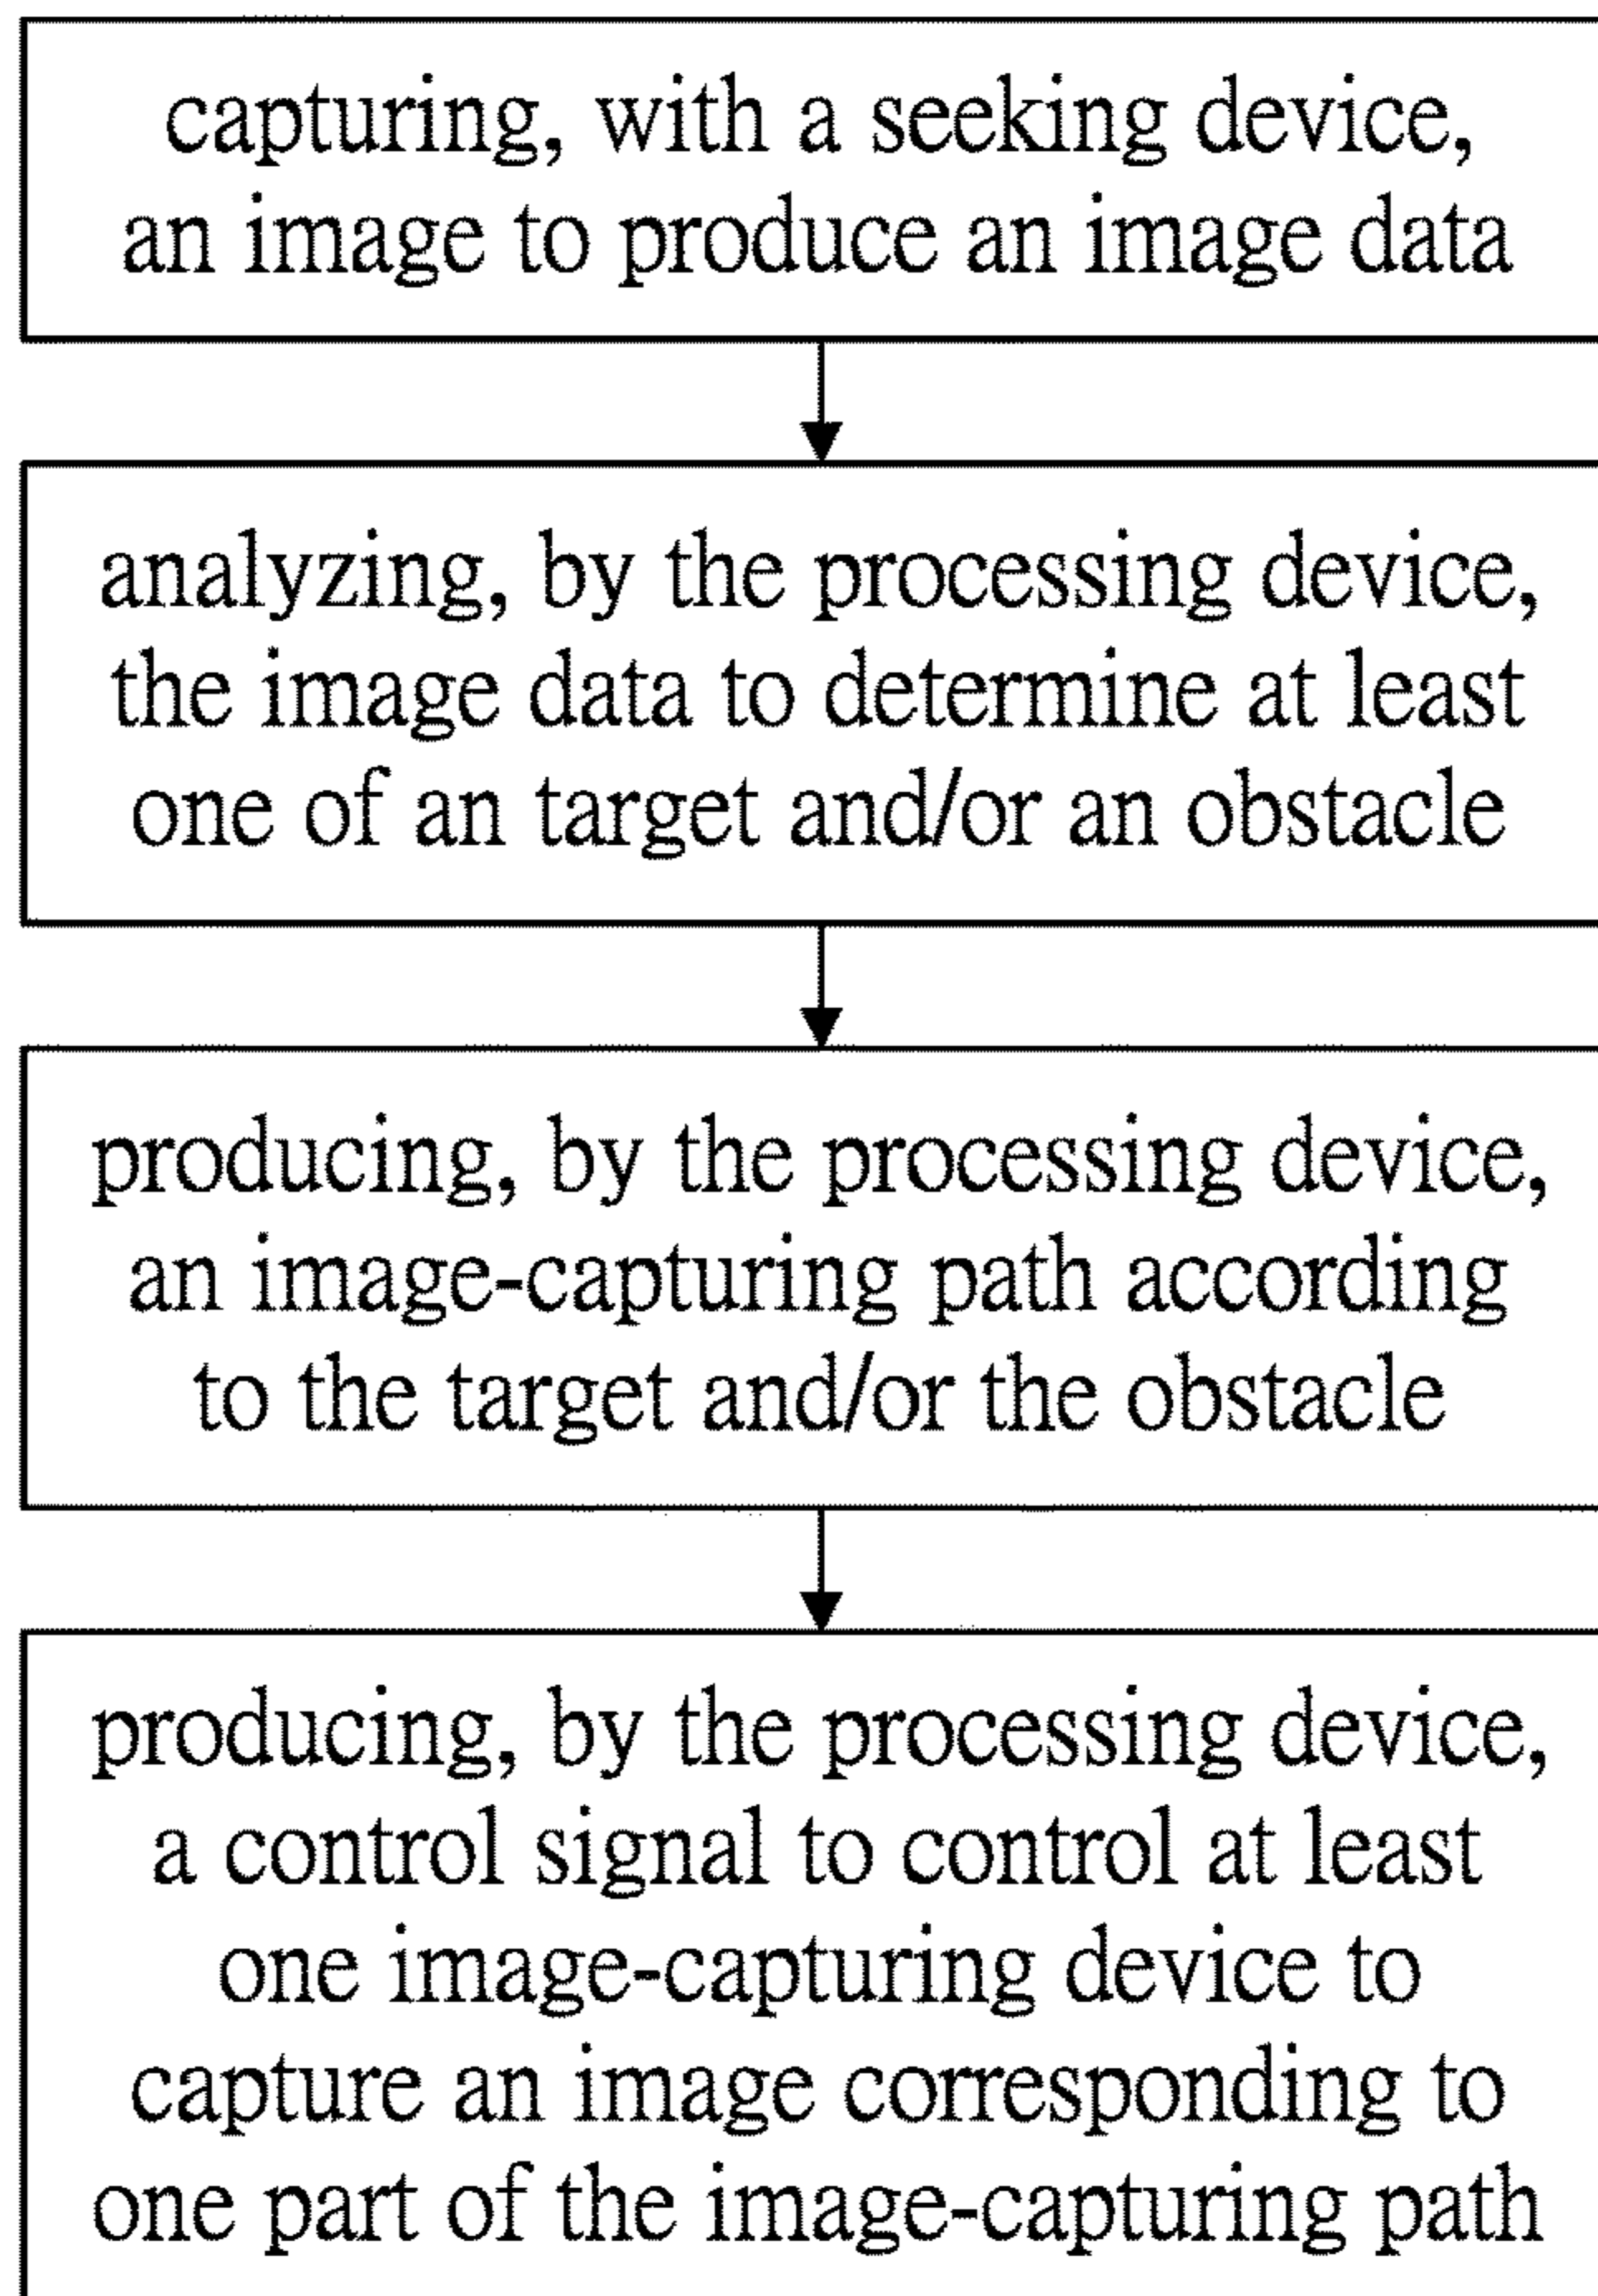 capturing, with a seeking device,
an image to produce an image data
analyzing, by the processing device,
the image data to determine at least
one of an target and/or an obstacle
producing, by the processing device,
an image-capturing path according
to the target and/or the obstacle
producing, by the processing device,
a control signal to control at least
one image-capturing device to
capture an image corresponding to
one part of the image-capturing path